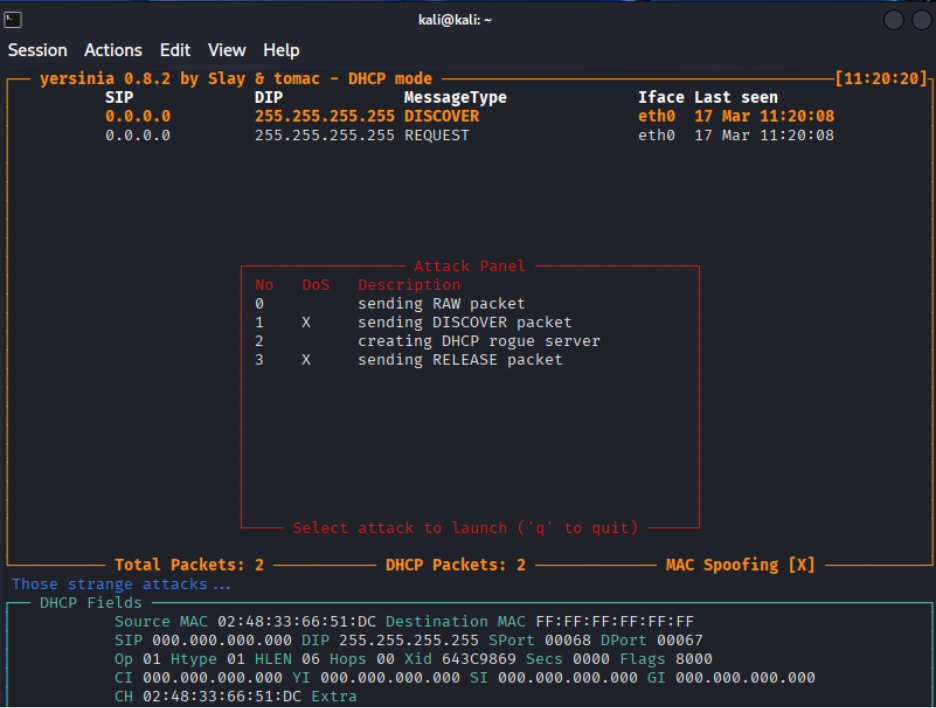 kali@kali: ~
Session Actions Edit View Help
yersinia 0.8.2 by Slay & tomac - DHCP mode [11:20:20]
SIP DIP MessageType Iface Last seen
0.0.0.0 255.255.255.255 DISCOVER eth0 17 Mar 11:20:08
0.0.0.0 255.255.255.255 REQUEST eth0 17 Mar 11:20:08
Attack Panel
No DoS Description
0 sending RAW packet
1 X sending DISCOVER packet
2 creating DHCP rogue server
3 X sending RELEASE packet
Select attack to launch ('q' to quit)
Total Packets: 2 DHCP Packets: 2 MAC Spoofing [X]
Those strange attacks ...
DHCP Fields
Source MAC 02:48:33:66:51:DC Destination MAC FF:FF:FF:FF:FF:FF
SIP 000.000.000.000 DIP 255.255.255.255 SPort 00068 DPort 00067
Op 01 Htype 01 HLEN 06 Hops 00 Xid 643C9869 Secs 0000 Flags 8000
CI 000.000.000.000 YI 000.000.000.000 SI 000.000.000.000 GI 000.000.000.000
CH 02:48:33:66:51:DC Extra